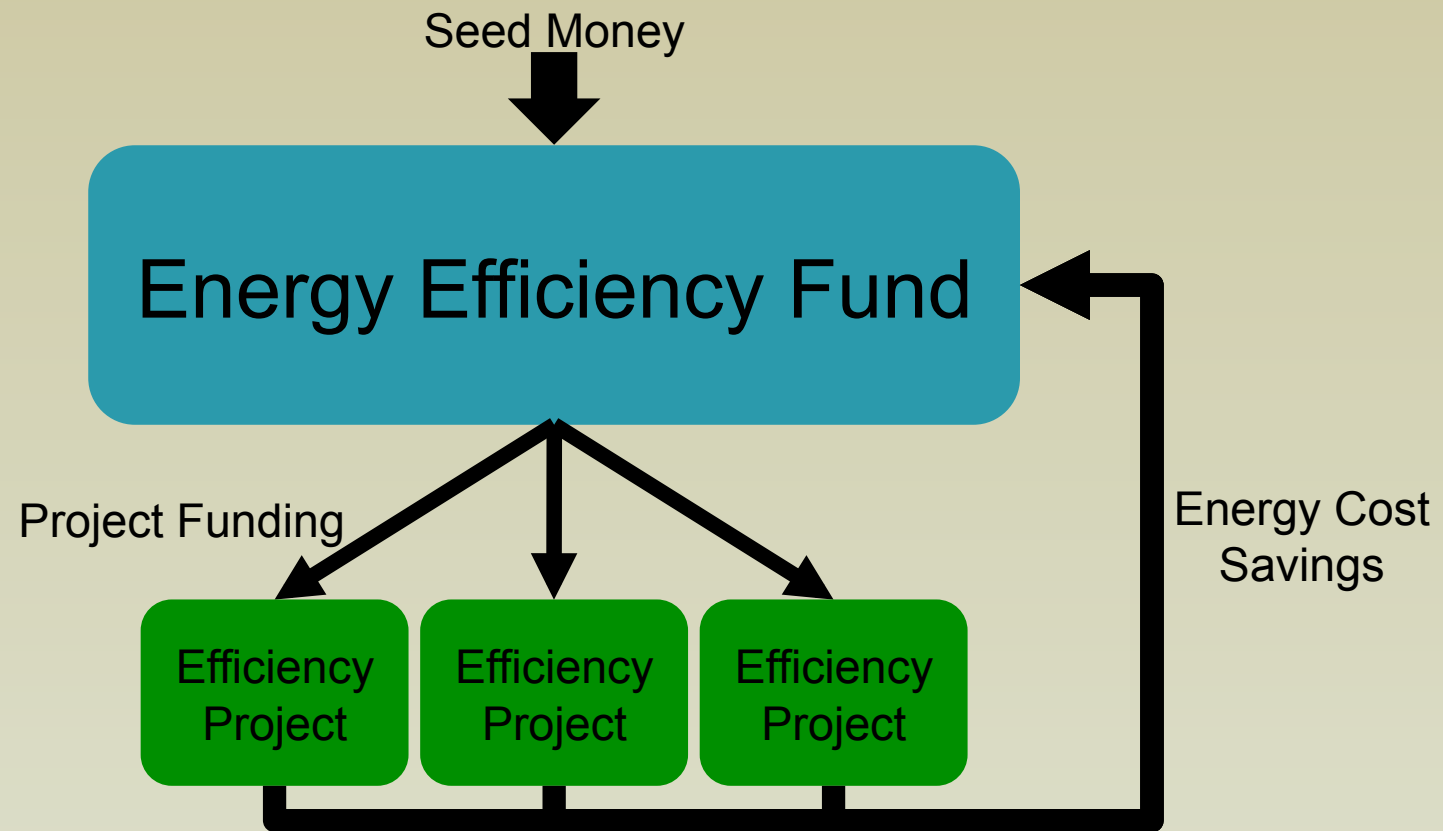 Seed Money
Energy Efficiency Fund
Project Funding
Energy Cost
Savings
Efficiency
Project
Efficiency
Project
Efficiency
Project